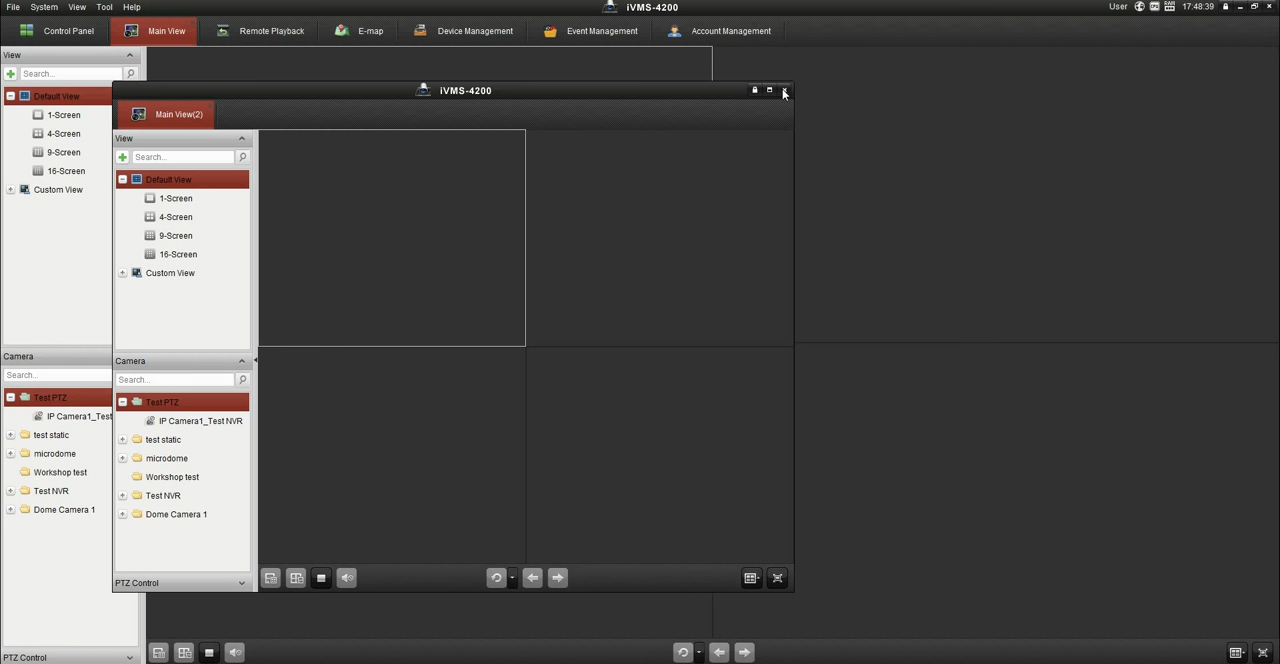 File System View Tool Help
iVMS-4200
User 17:48:39
Control Panel Main View Remote Playback E-map Device Management Event Management Account Management
View
Search...
Default View
1-Screen
4-Screen
9-Screen
16-Screen
Custom View
Camera
Search...
Test PTZ
IP Camera1_Test
test static
microdome
Workshop test
Test NVR
Dome Camera 1
PTZ Control
iVMS-4200
Main View(2)
View
Search...
Default View
1-Screen
4-Screen
9-Screen
16-Screen
Custom View
Camera
Search...
Test PTZ
IP Camera1_Test NVR
test static
microdome
Workshop test
Test NVR
Dome Camera 1
PTZ Control